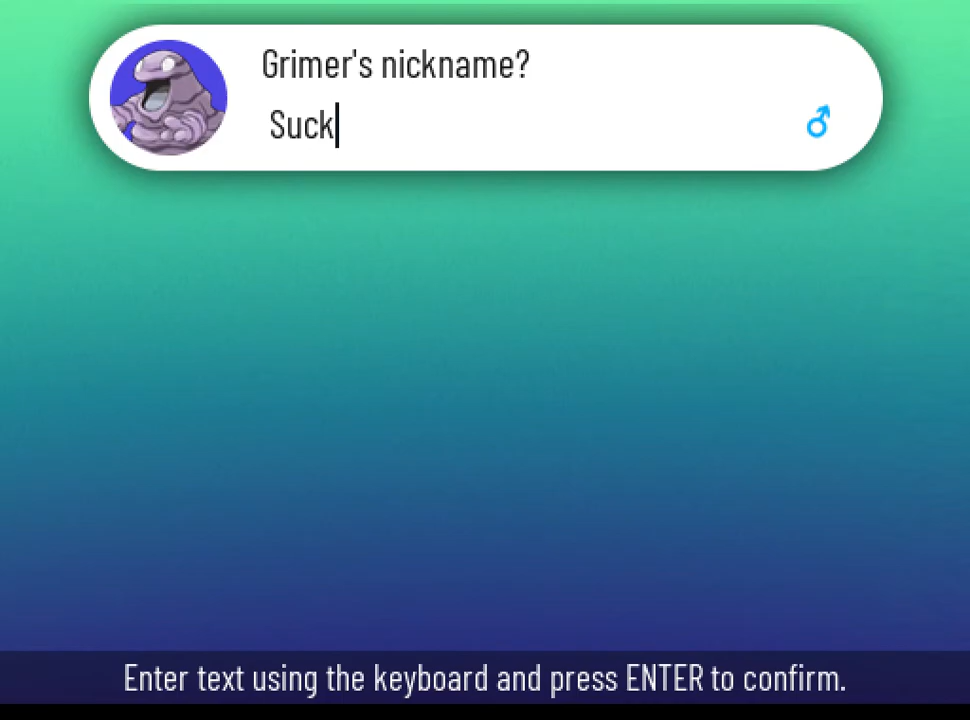 Grimer's nickname?
Suck
Enter text using the keyboard and press ENTER to confirm.